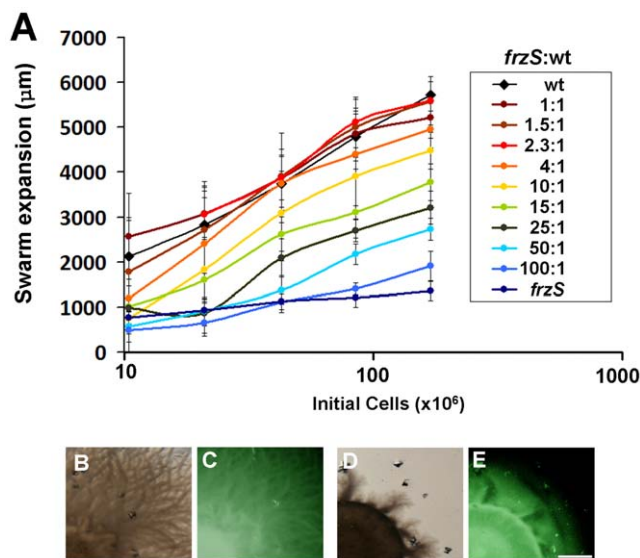 A
7000
6000
5000
4000
3000
2000
1000
0
Swarm expansion (μm)
10
100
1000
Initial Cells (x10⁶)
frzS:wt
wt
1:1
1.5:1
2.3:1
4:1
10:1
15:1
25:1
50:1
100:1
frzS
B
C
D
E